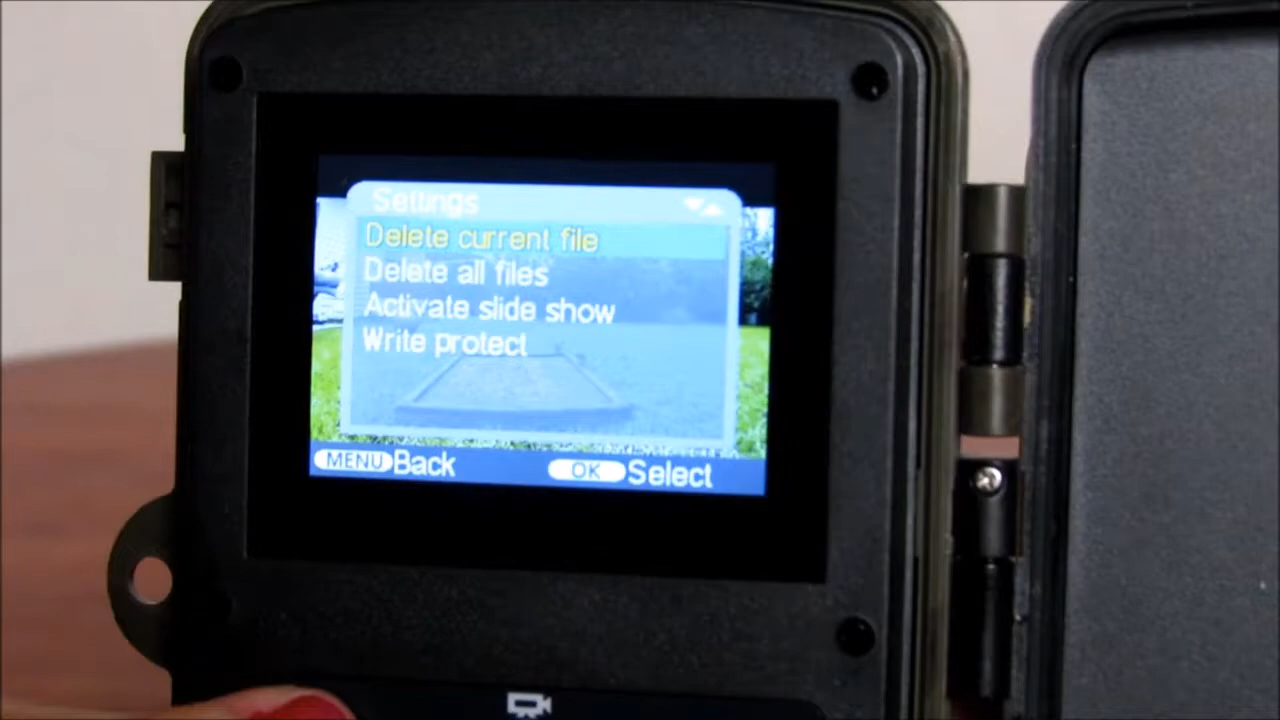 Settings
Delete current file
Delete all files
Activate slide show
Write protect
MENU Back
OK Select